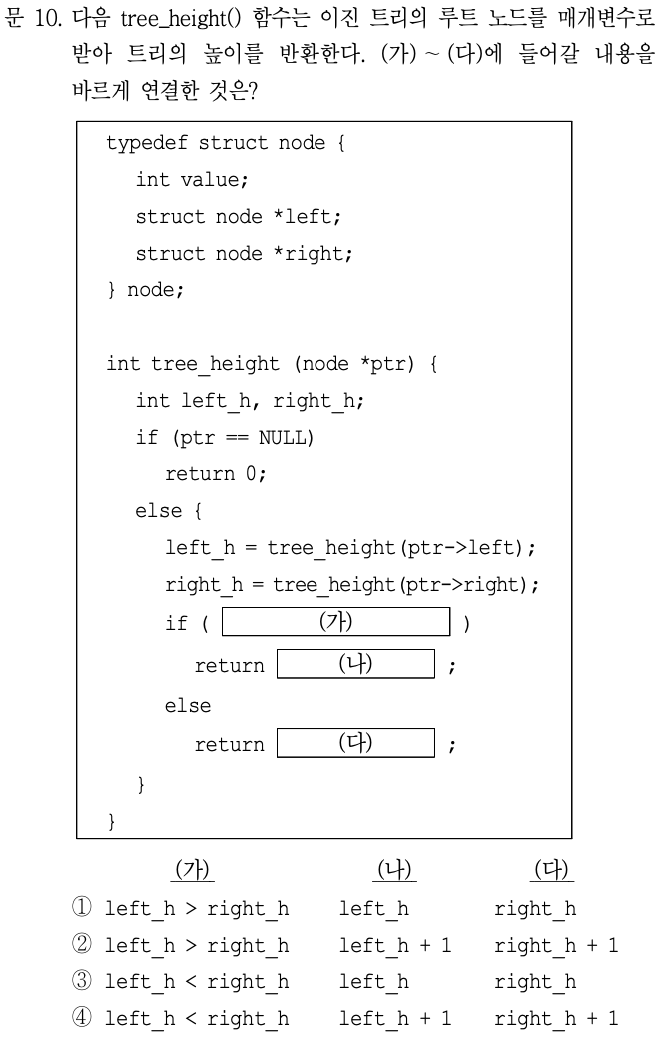 문 10. 다음 tree_height() 함수는 이진 트리의 루트 노드를 매개변수로
받아 트리의 높이를 반환한다. (가) ~ (다)에 들어갈 내용을
바르게 연결한 것은?
typedef struct node {
int value;
struct node *left;
struct node *right;
} node;
int tree_height (node *ptr) {
int left_h, right_h;
if (ptr == NULL)
return 0;
else {
left_h = tree_height(ptr->left);
right_h = tree_height(ptr->right);
if ( (가) )
return (나) ;
else
return (다) ;
}
}
(가) (나) (다)
① left_h > right_h left_h right_h
② left_h > right_h left_h + 1 right_h + 1
③ left_h < right_h left_h right_h
④ left_h < right_h left_h + 1 right_h + 1